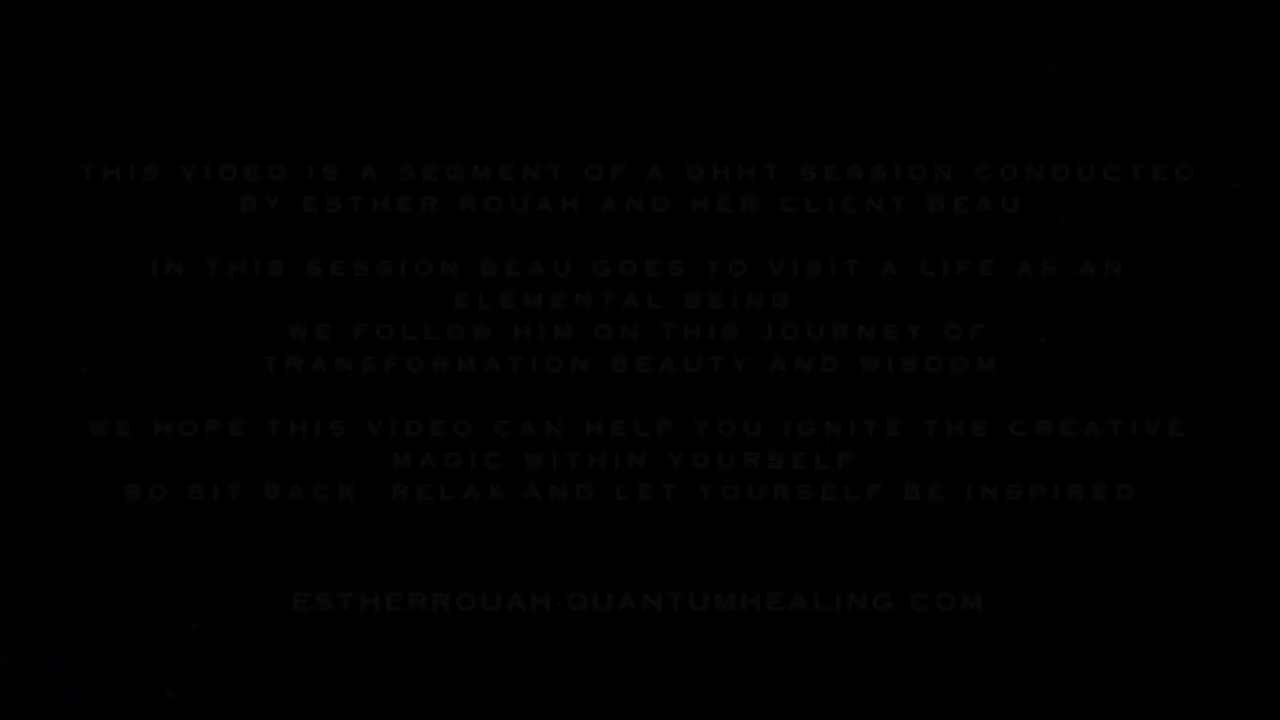 THIS VIDEO IS A SEGMENT OF A QHHT SESSION CONDUCTED
BY ESTHER ROUAH AND HER CLIENT BEAU
IN THIS SESSION BEAU GOES TO VISIT A LIFE AS AN
ELEMENTAL BEING.
WE FOLLOW HIM ON THIS JOURNEY OF
TRANSFORMATION, BEAUTY AND WISDOM.
WE HOPE THIS VIDEO CAN HELP YOU IGNITE THE CREATIVE
MAGIC WITHIN YOURSELF.
SO SIT BACK, RELAX AND LET YOURSELF BE INSPIRED.
ESTHERROUAH-QUANTUMHEALING.COM